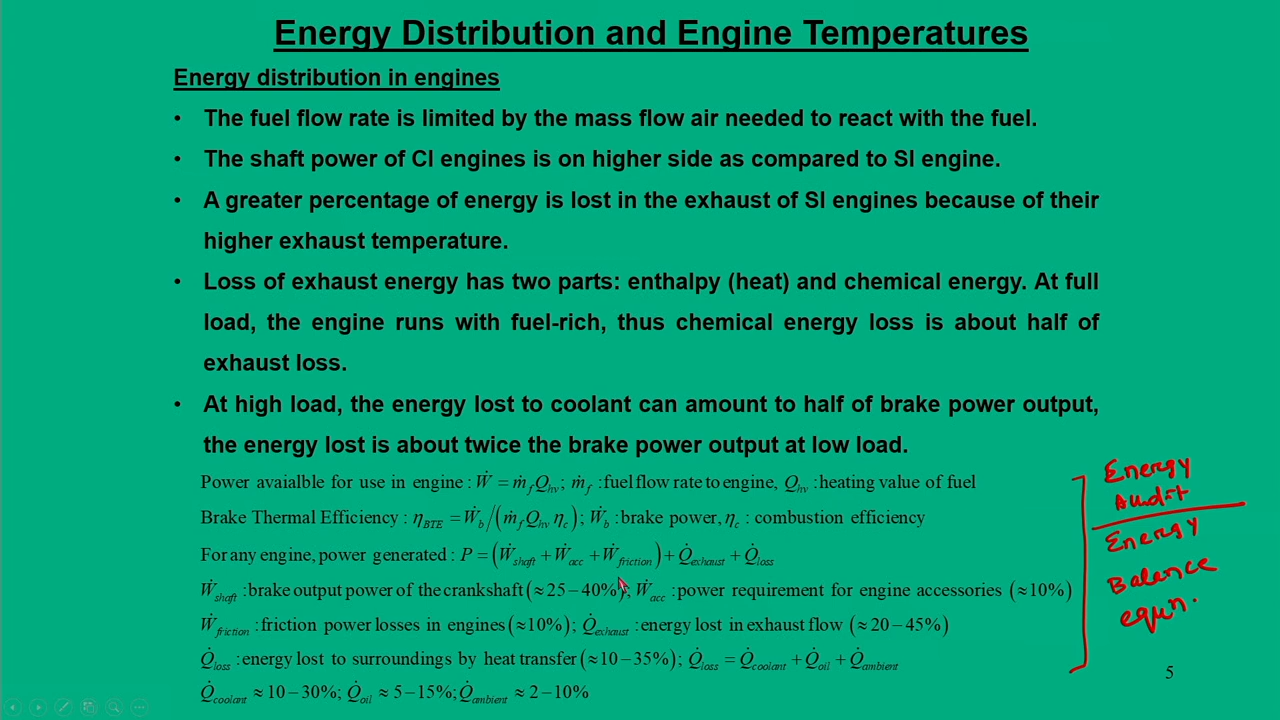 Energy Distribution and Engine Temperatures
Energy distribution in engines
• The fuel flow rate is limited by the mass flow air needed to react with the fuel.
• The shaft power of CI engines is on higher side as compared to SI engine.
• A greater percentage of energy is lost in the exhaust of SI engines because of their
higher exhaust temperature.
• Loss of exhaust energy has two parts: enthalpy (heat) and chemical energy. At full
load, the engine runs with fuel-rich, thus chemical energy loss is about half of
exhaust loss.
• At high load, the energy lost to coolant can amount to half of brake power output,
the energy lost is about twice the brake power output at low load.
Power avaialble for use in engine : Ẇ = ṁ_f Q_hv; ṁ_f : fuel flow rate to engine, Q_hv : heating value of fuel
Brake Thermal Efficiency : η_BTE = Ẇ_b/(ṁ_f Q_hv η_c); Ẇ_b : brake power, η_c : combustion efficiency
For any engine, power generated : P = (Ẇ_shaft + Ẇ_acc + Ẇ_friction) + Q̇_exhaust + Q̇_loss
Ẇ_shaft : brake output power of the crankshaft (≈ 25 – 40%); Ẇ_acc : power requirement for engine accessories (≈ 10%)
Ẇ_friction : friction power losses in engines (≈ 10%); Q̇_exhaust : energy lost in exhaust flow (≈ 20 – 45%)
Q̇_loss : energy lost to surroundings by heat transfer (≈ 10 – 35%); Q̇_loss = Q̇_coolant + Q̇_oil + Q̇_ambient
Q̇_coolant ≈ 10 – 30%; Q̇_oil ≈ 5 – 15%; Q̇_ambient ≈ 2 – 10%
Energy
Audit
Energy
Balance
equn.
5